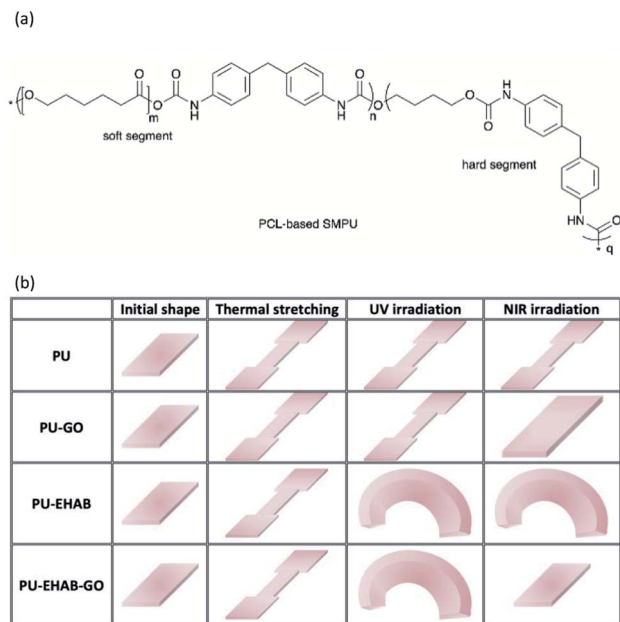 (a)
O O O O O
* O m O N H N H O n O O O N H
soft segment
hard segment
PCL-based SMPU
NH O
* q
(b)
Initial shape Thermal stretching UV irradiation NIR irradiation
PU
PU-GO
PU-EHAB
PU-EHAB-GO